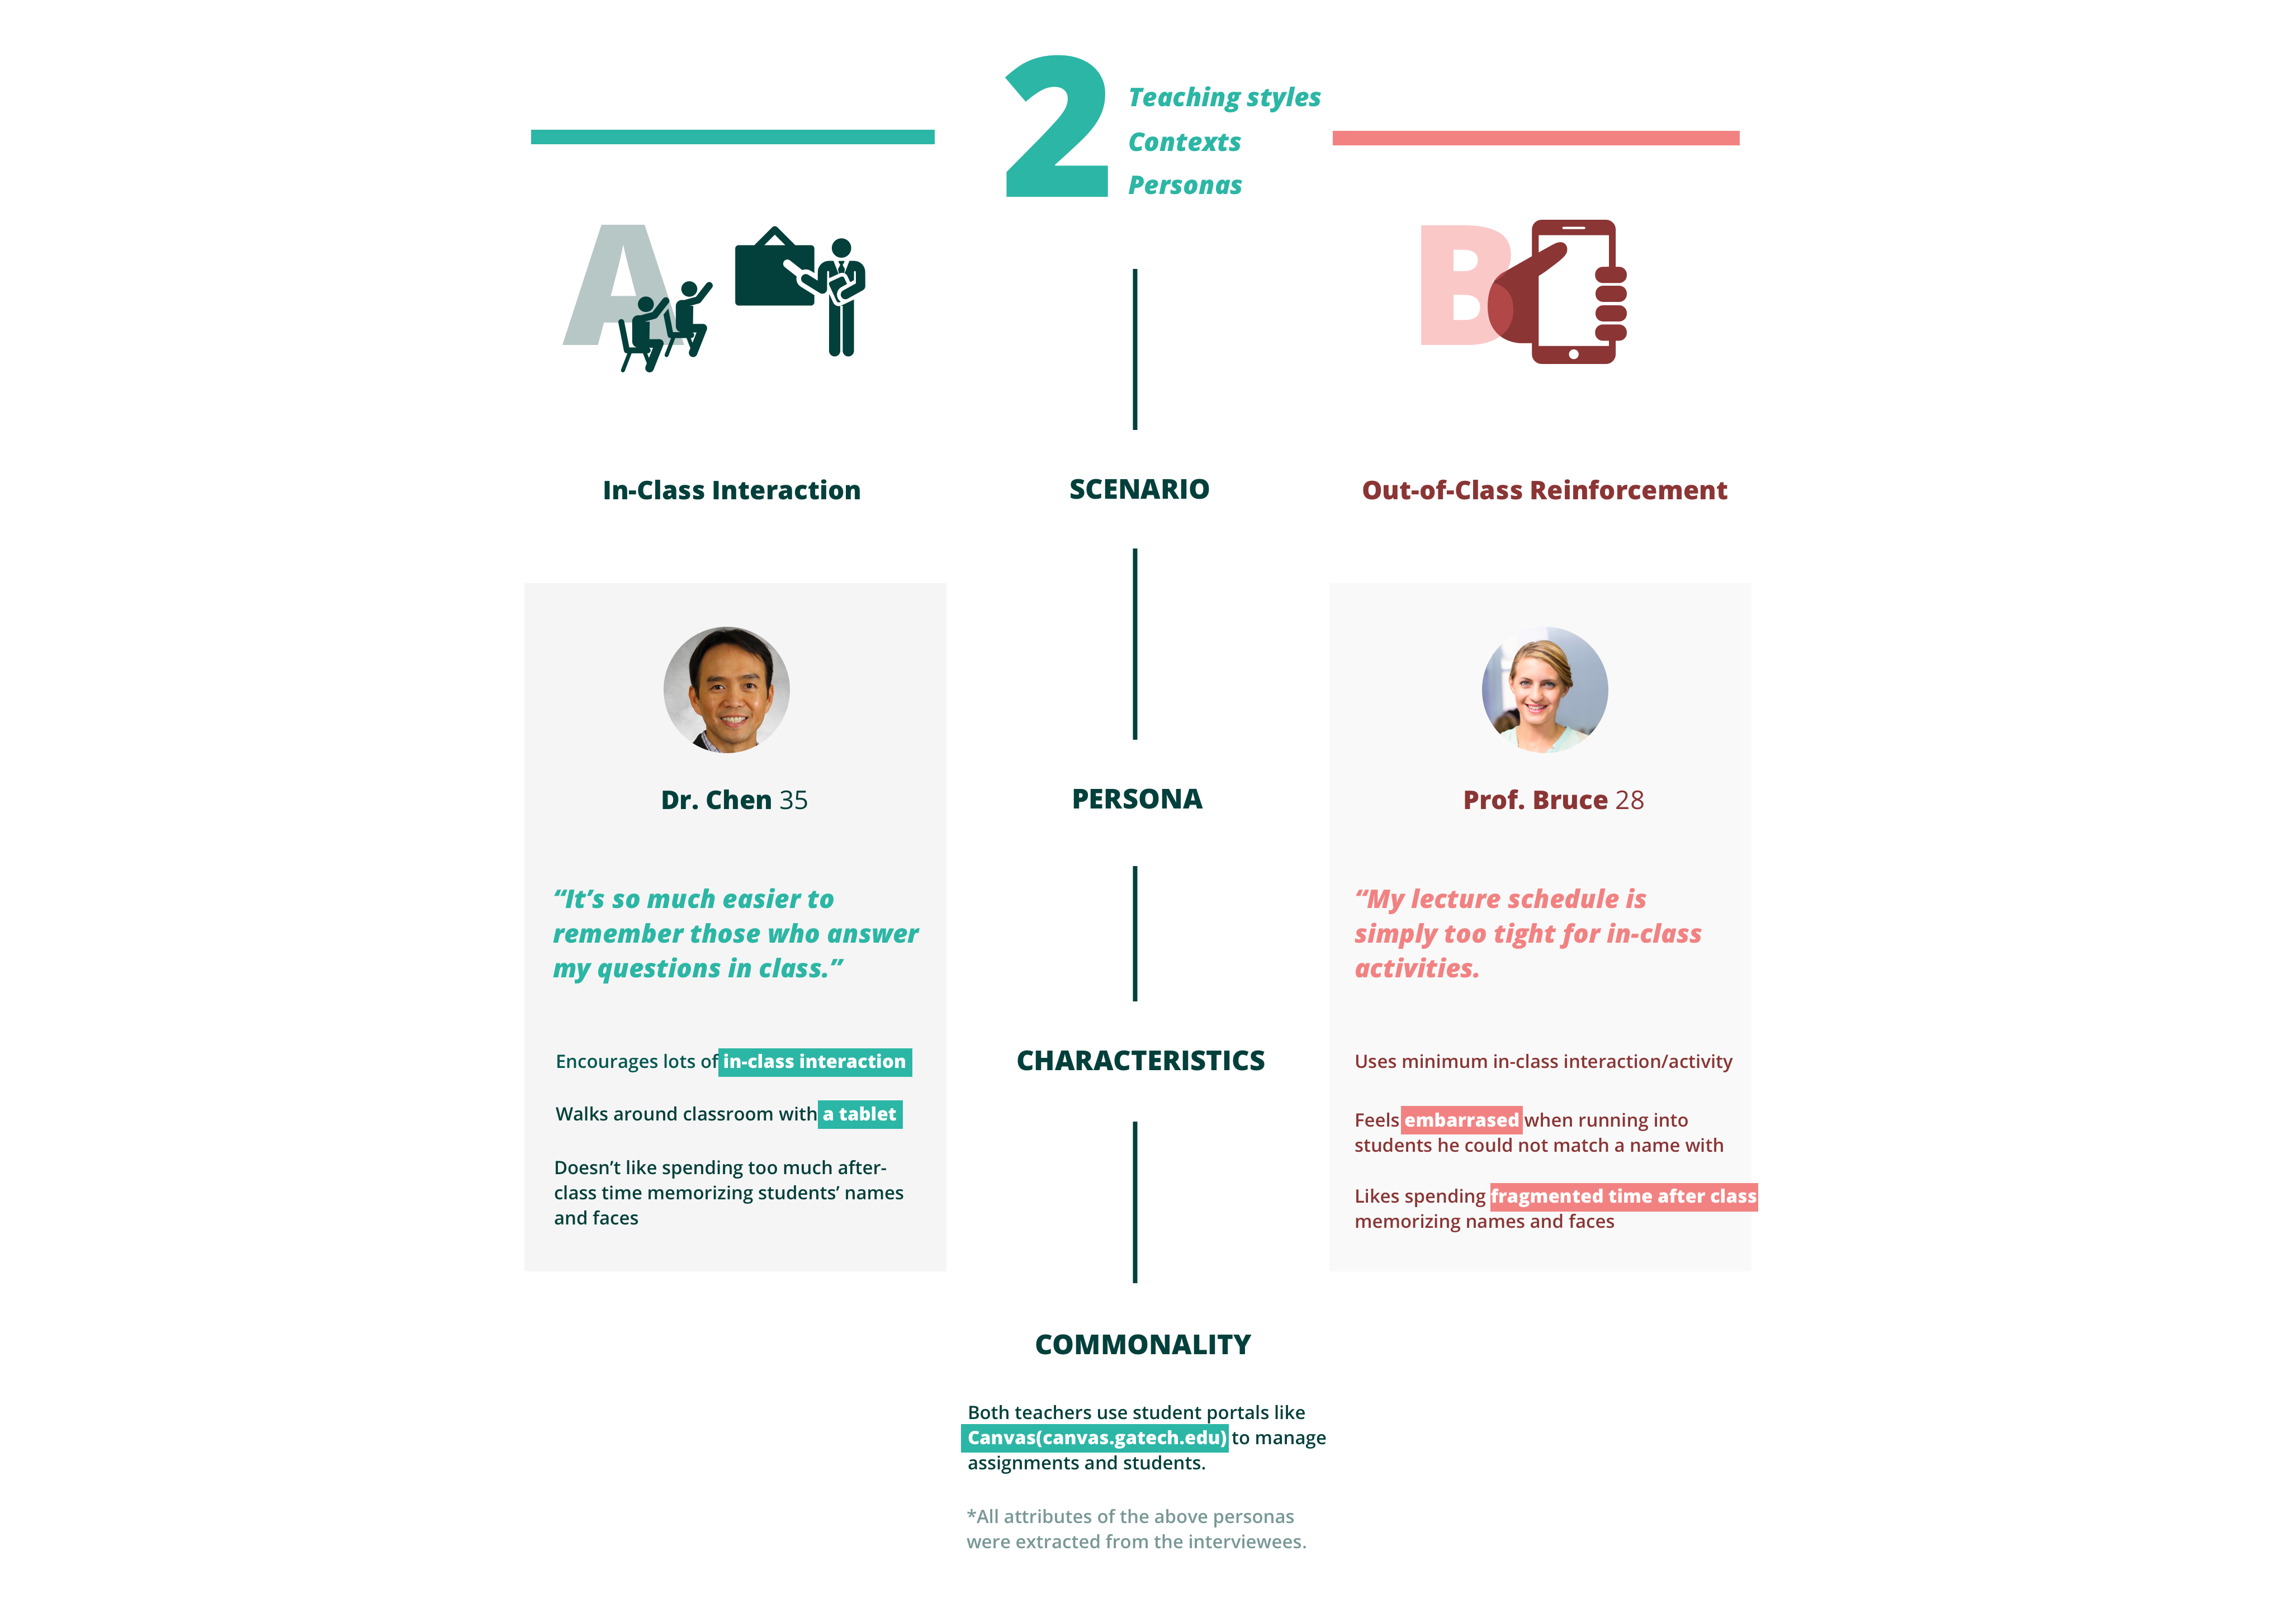 2
Teaching styles
Contexts
Personas
A
B
In-Class Interaction
SCENARIO
Out-of-Class Reinforcement
Dr. Chen 35
PERSONA
Prof. Bruce 28
“It’s so much easier to
remember those who answer
my questions in class.”
“My lecture schedule is
simply too tight for in-class
activities.
CHARACTERISTICS
Encourages lots of in-class interaction
Walks around classroom with a tablet
Doesn’t like spending too much after-
class time memorizing students’ names
and faces
Uses minimum in-class interaction/activity
Feels embarrased when running into
students he could not match a name with
Likes spending fragmented time after class
memorizing names and faces
COMMONALITY
Both teachers use student portals like
Canvas(canvas.gatech.edu) to manage
assignments and students.
*All attributes of the above personas
were extracted from the interviewees.